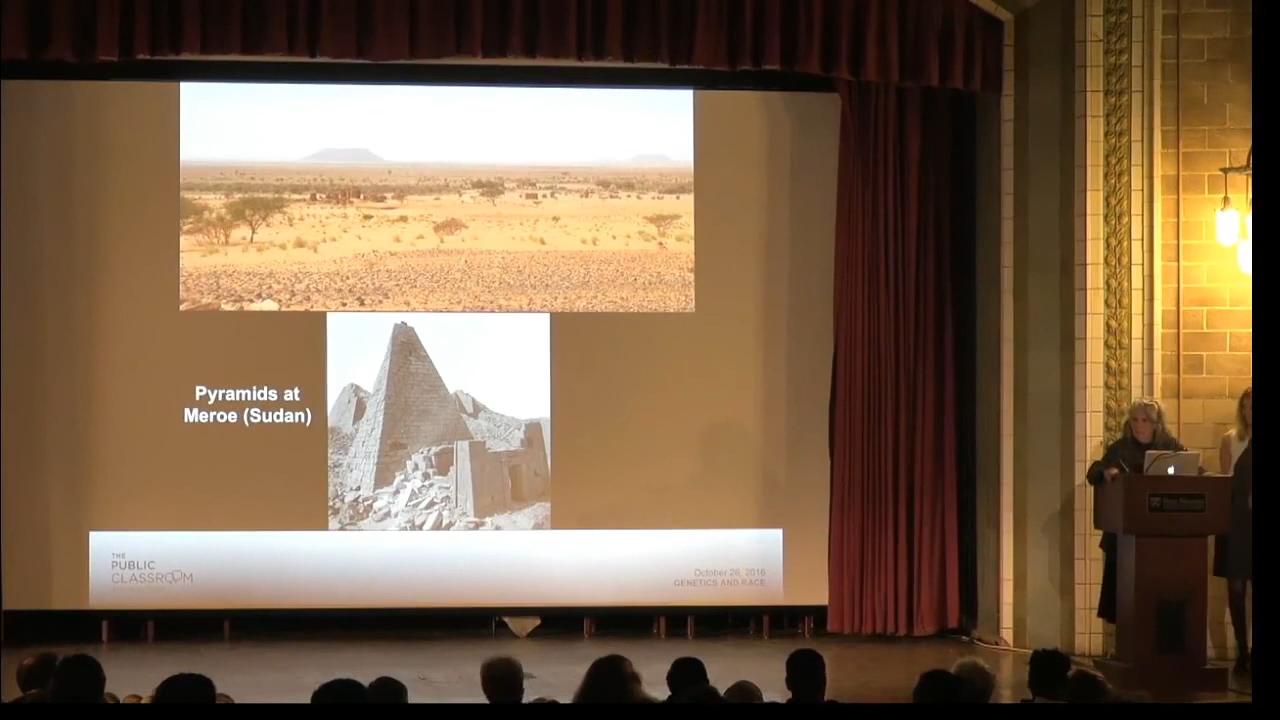 Pyramids at
Meroe (Sudan)
THE
PUBLIC
CLASSROOM
October 26, 2016
GENETICS AND RACE